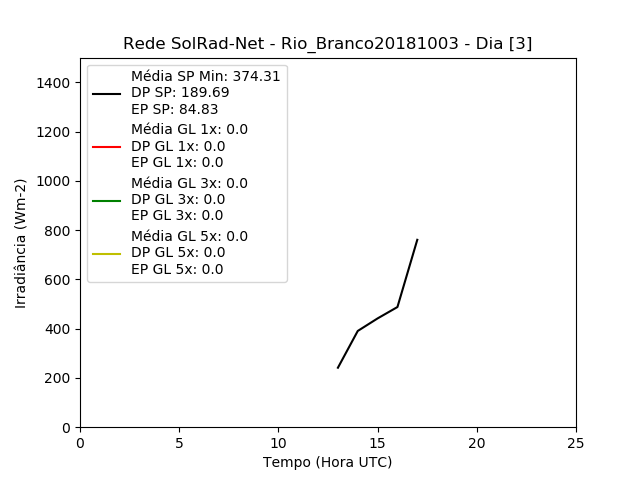 Rede SolRad-Net - Rio_Branco20181003 - Dia [3]
Média SP Min: 374.31
DP SP: 189.69
EP SP: 84.83
Média GL 1x: 0.0
DP GL 1x: 0.0
EP GL 1x: 0.0
Média GL 3x: 0.0
DP GL 3x: 0.0
EP GL 3x: 0.0
Média GL 5x: 0.0
DP GL 5x: 0.0
EP GL 5x: 0.0
Irradiância (Wm-2)
1400
1200
1000
800
600
400
200
0
0 5 10 15 20 25
Tempo (Hora UTC)